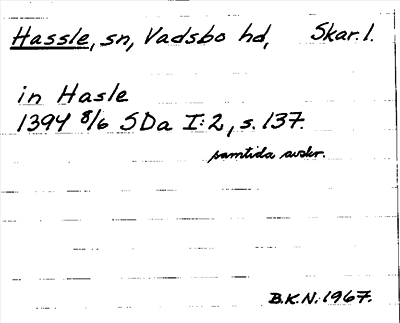 Hassle, sn, Vadsbo hd, Skar. l.
in Hasle
1394 8/6 SDa I:2, s. 137.
samtida avskr.
B.K.N. 1967.